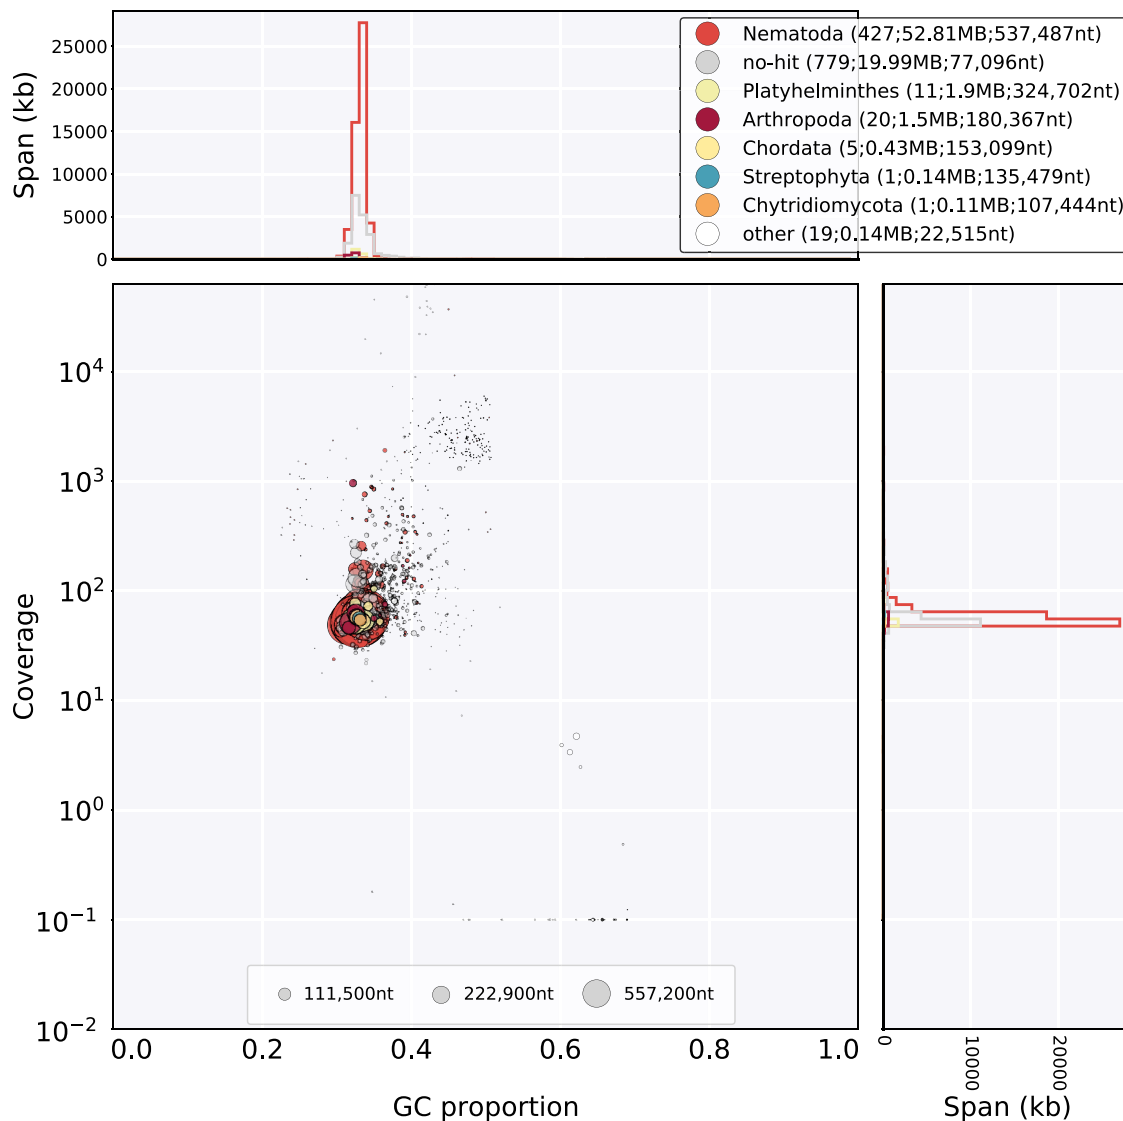 Span (kb)
25000
20000
15000
10000
5000
0
Nematoda (427;52.81MB;537,487nt)
no-hit (779;19.99MB;77,096nt)
Platyhelminthes (11;1.9MB;324,702nt)
Arthropoda (20;1.5MB;180,367nt)
Chordata (5;0.43MB;153,099nt)
Streptophyta (1;0.14MB;135,479nt)
Chytridiomycota (1;0.11MB;107,444nt)
other (19;0.14MB;22,515nt)
Coverage
10⁴
10³
10²
10¹
10⁰
10⁻¹
10⁻²
111,500nt 222,900nt 557,200nt
0.0 0.2 0.4 0.6 0.8 1.0
GC proportion
0 10000 20000
Span (kb)